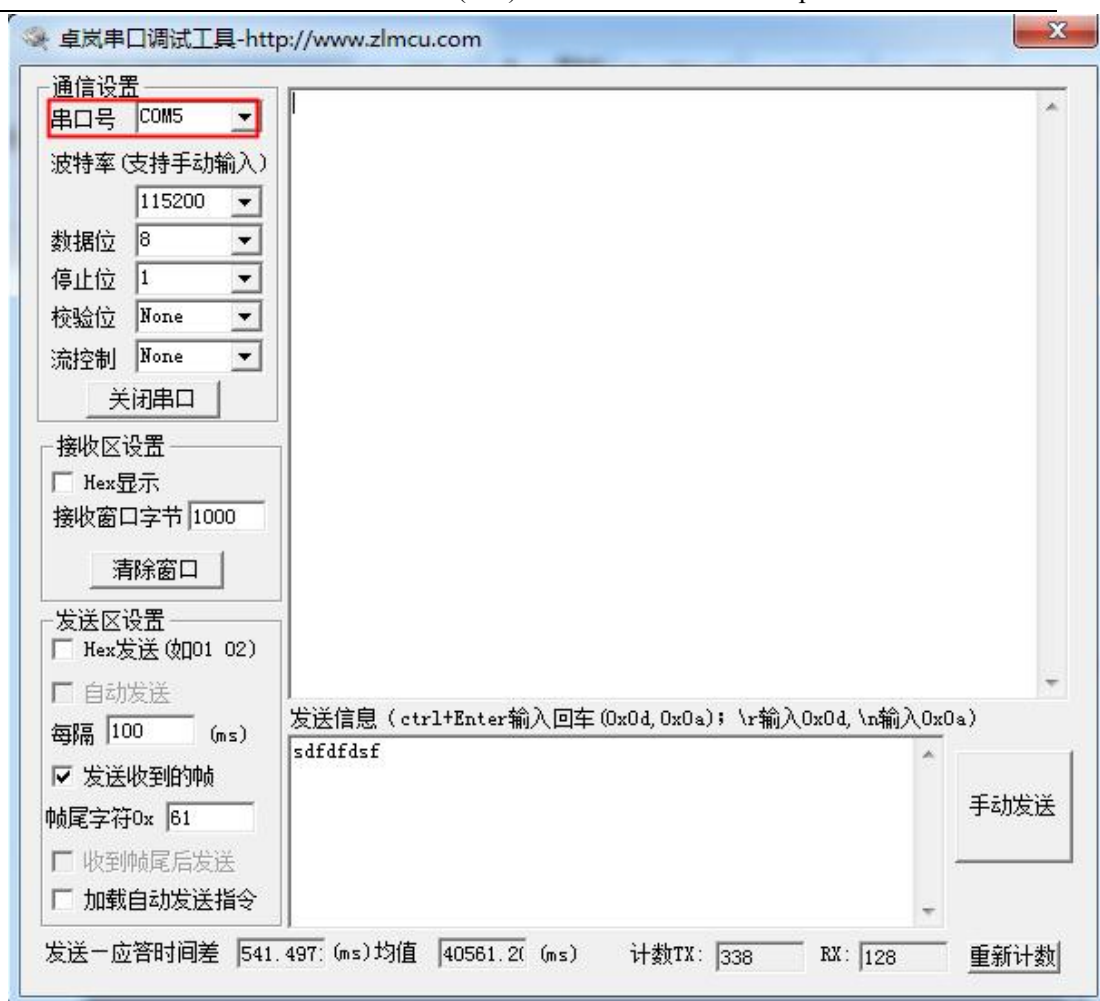 卓岚串口调试工具-http://www.zlmcu.com
通信设置
串口号 COM5
波特率(支持手动输入)
115200
数据位 8
停止位 1
校验位 None
流控制 None
关闭串口
接收区设置
Hex显示
接收窗口字节 1000
清除窗口
发送区设置
Hex发送(如01 02)
自动发送
每隔 100 (ms)
发送收到的帧
帧尾字符0x 61
收到帧尾后发送
加载自动发送指令
发送信息(ctrl+Enter输入回车(0x0d,0x0a); \r输入0x0d,\n输入0x0a)
sdfdfdsf
手动发送
发送一应答时间差 541.497 (ms)均值 40561.20 (ms) 计数TX: 338 RX: 128 重新计数